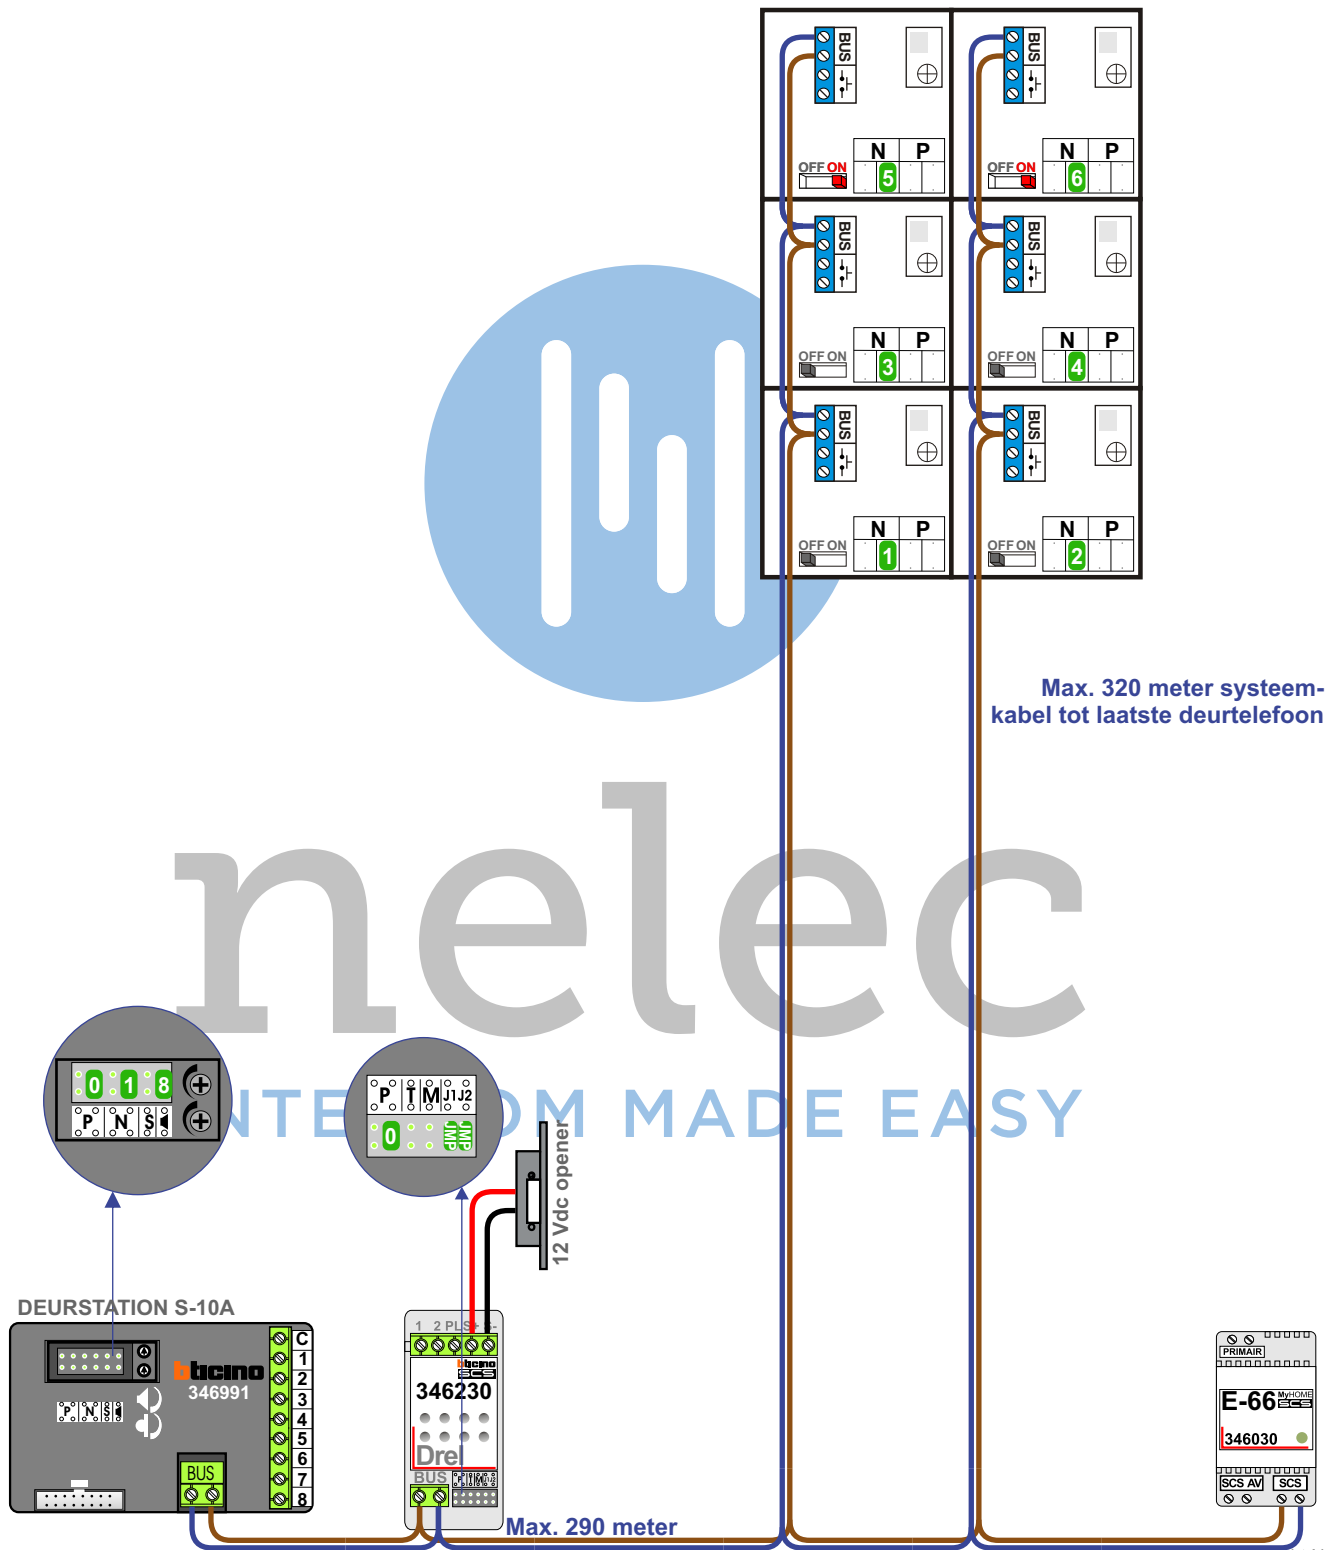 BUS
BUS
OFF ON
N P
5
OFF ON
N P
6
BUS
BUS
OFF ON
N P
3
OFF ON
N P
4
BUS
BUS
OFF ON
N P
1
OFF ON
N P
2
Max. 320 meter systeem-
kabel tot laatste deurtelefoon
nelec
MADE EASY
0 1 8
P N S
P T M J1 J2
0 JMP JMP
12 Vdc opener
DEURSTATION S-10A
bticino
346991
P N S
BUS
C
1
2
3
4
5
6
7
8
1 2 PL S+ S-
bticino
SCS
346230
Drel
BUS
P T M J1 J2
Max. 290 meter
PRIMAIR
E-66 MyHOME
SCS
346030
SCS AV SCS